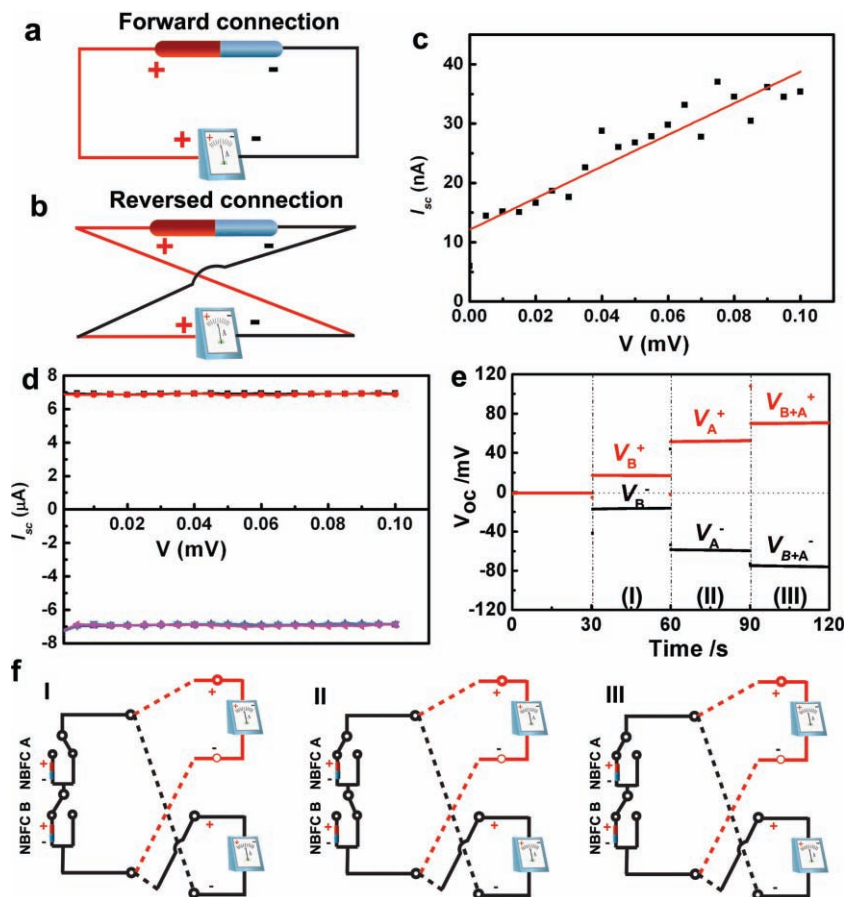 a
Forward connection
+
-
+
-
+
-
A
b
Reversed connection
+
-
+
-
+
-
A
c
I_sc (nA)
40
30
20
10
0
0.00 0.02 0.04 0.06 0.08 0.10
V (mV)
d
I_sc (μA)
8
6
4
2
0
-2
-4
-6
-8
0.02 0.04 0.06 0.08 0.10
V (mV)
e
V_OC /mV
120
80
40
0
-40
-80
-120
V_B^+
V_A^+
V_B+A^+
V_B^-
V_A^-
V_B+A^-
(I) (II) (III)
0 30 60 90 120
Time /s
f
I
NBFC A
+
-
NBFC B
+
-
+
-
+
-
+
-
A
+
-
A
II
NBFC A
+
-
NBFC B
+
-
+
-
+
-
+
-
A
+
-
A
III
NBFC A
+
-
NBFC B
+
-
+
-
+
-
+
-
A
+
-
A